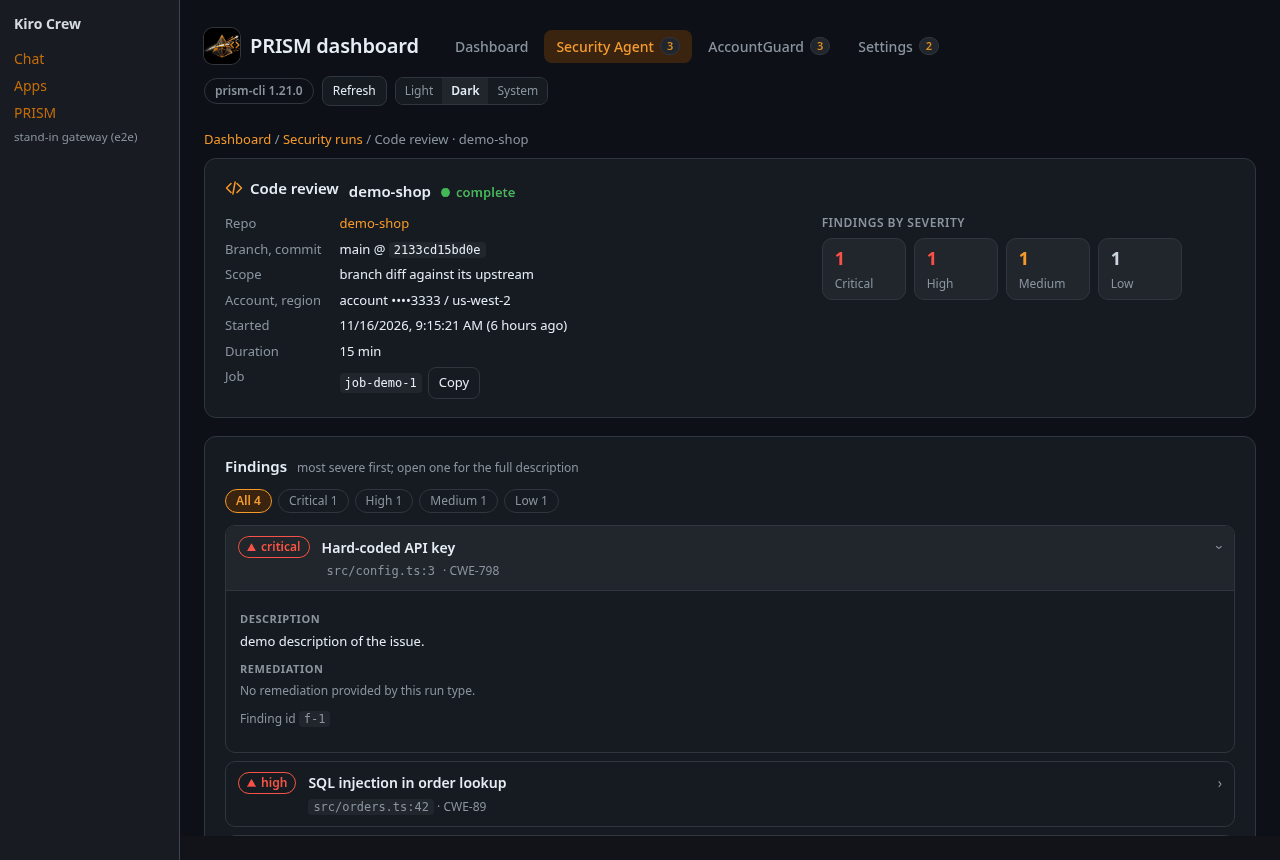 Kiro Crew
Chat
Apps
PRISM
stand-in gateway (e2e)
PRISM dashboard
Dashboard
Security Agent 3
AccountGuard 3
Settings 2
prism-cli 1.21.0
Refresh
Light
Dark
System
Dashboard / Security runs / Code review · demo-shop
Code review demo-shop complete
Repo demo-shop
Branch, commit main @ 2133cd15bd0e
Scope branch diff against its upstream
Account, region account ••••3333 / us-west-2
Started 11/16/2026, 9:15:21 AM (6 hours ago)
Duration 15 min
Job job-demo-1 Copy
FINDINGS BY SEVERITY
1 Critical
1 High
1 Medium
1 Low
Findings most severe first; open one for the full description
All 4
Critical 1
High 1
Medium 1
Low 1
critical Hard-coded API key
src/config.ts:3 · CWE-798
DESCRIPTION
demo description of the issue.
REMEDIATION
No remediation provided by this run type.
Finding id f-1
high SQL injection in order lookup
src/orders.ts:42 · CWE-89